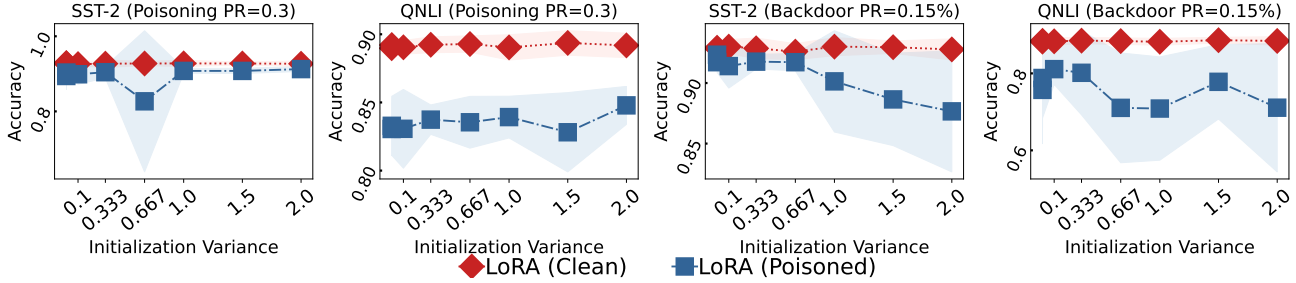 SST-2 (Poisoning PR=0.3)
Accuracy
1.0
0.8
0.1
0.333
0.667
1.0
1.5
2.0
Initialization Variance
QNLI (Poisoning PR=0.3)
Accuracy
0.90
0.85
0.80
0.1
0.333
0.667
1.0
1.5
2.0
Initialization Variance
SST-2 (Backdoor PR=0.15%)
Accuracy
0.90
0.85
0.1
0.333
0.667
1.0
1.5
2.0
Initialization Variance
QNLI (Backdoor PR=0.15%)
Accuracy
0.8
0.6
0.1
0.333
0.667
1.0
1.5
2.0
Initialization Variance
LoRA (Clean)
LoRA (Poisoned)